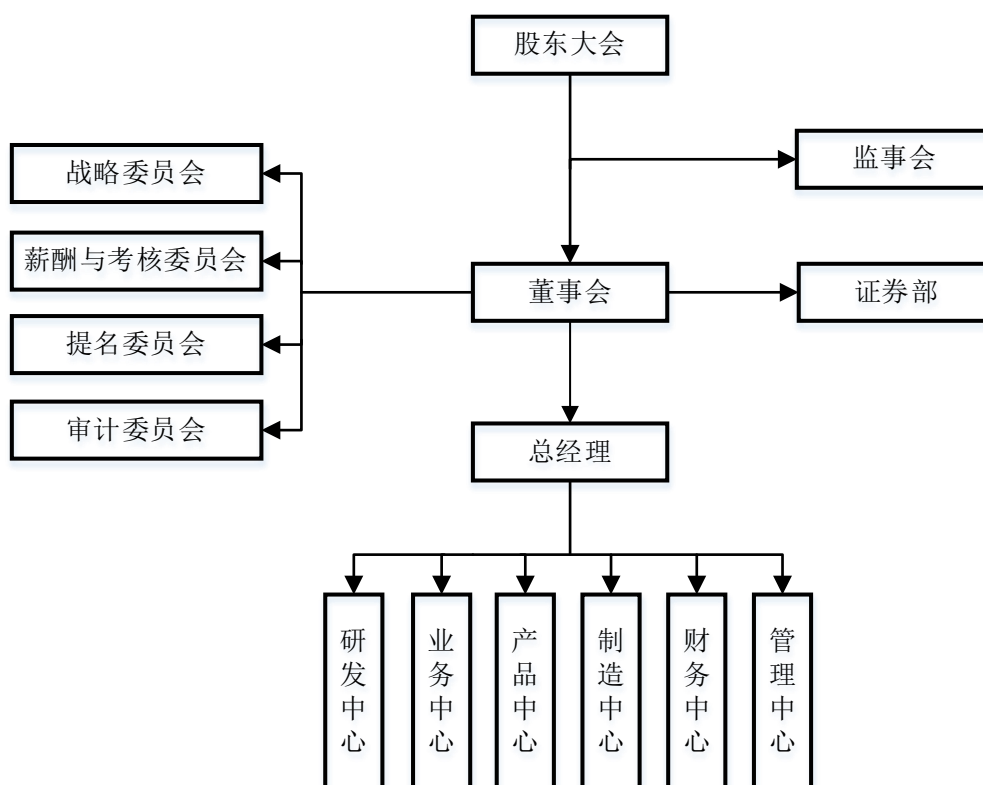 股东大会
监事会
战略委员会
薪酬与考核委员会
董事会
证券部
提名委员会
审计委员会
总经理
研发中心
业务中心
产品中心
制造中心
财务中心
管理中心